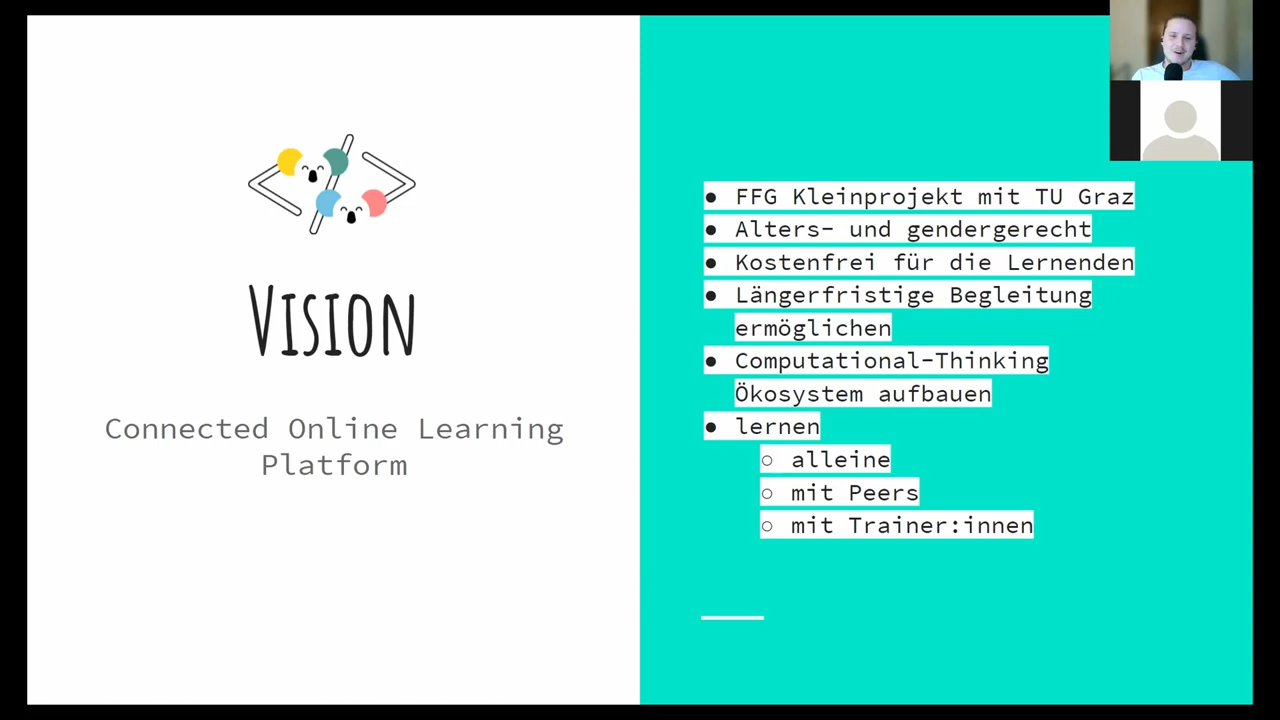 Vision
Connected Online Learning
Platform
● FFG Kleinprojekt mit TU Graz
● Alters- und gendergerecht
● Kostenfrei für die Lernenden
● Längerfristige Begleitung
ermöglichen
● Computational-Thinking
Ökosystem aufbauen
● lernen
○ alleine
○ mit Peers
○ mit Trainer:innen